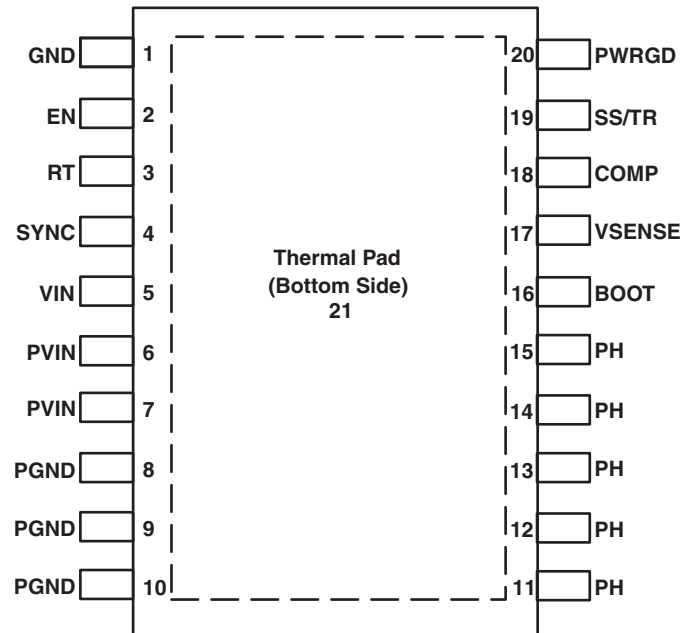 GND 1 20 PWRGD
EN 2 19 SS/TR
RT 3 18 COMP
SYNC 4 17 VSENSE
Thermal Pad
(Bottom Side)
21
VIN 5 16 BOOT
PVIN 6 15 PH
PVIN 7 14 PH
PGND 8 13 PH
PGND 9 12 PH
PGND 10 11 PH